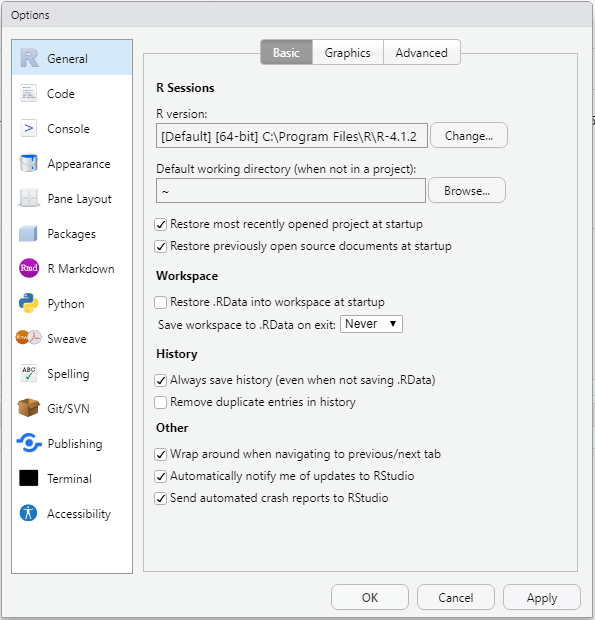 Options
General
Code
Console
Appearance
Pane Layout
Packages
R Markdown
Python
Sweave
Spelling
Git/SVN
Publishing
Terminal
Accessibility
Basic Graphics Advanced
R Sessions
R version:
[Default] [64-bit] C:\Program Files\R\R-4.1.2 Change...
Default working directory (when not in a project):
~ Browse...
Restore most recently opened project at startup
Restore previously open source documents at startup
Workspace
Restore .RData into workspace at startup
Save workspace to .RData on exit: Never
History
Always save history (even when not saving .RData)
Remove duplicate entries in history
Other
Wrap around when navigating to previous/next tab
Automatically notify me of updates to RStudio
Send automated crash reports to RStudio
OK Cancel Apply